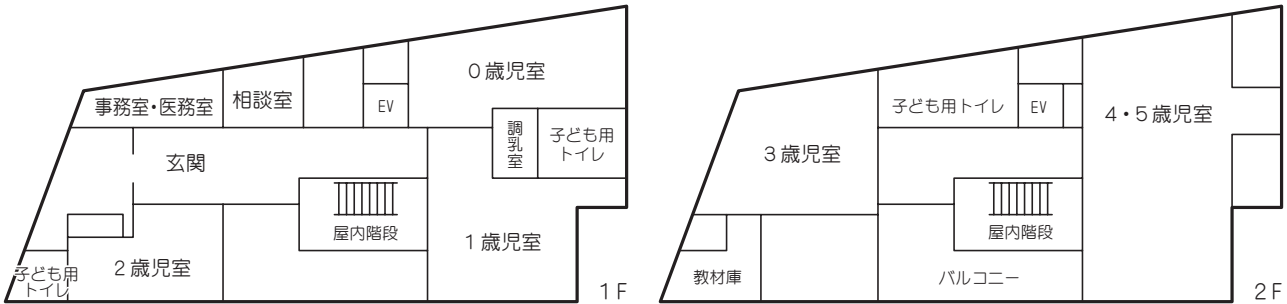 0歳児室
事務室・医務室
相談室
EV
調乳室
子ども用
トイレ
玄関
屋内階段
1歳児室
2歳児室
子ども用
トイレ
1F
子ども用トイレ
EV
4・5歳児室
3歳児室
屋内階段
教材庫
バルコニー
2F